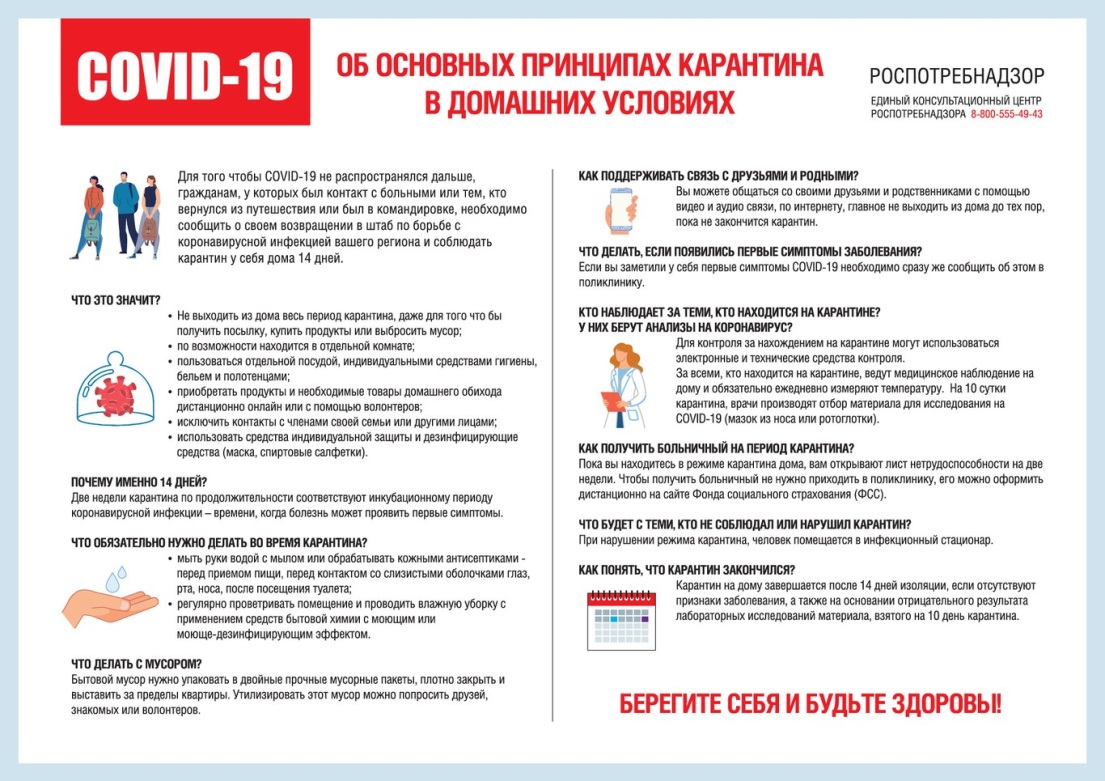 COVID-19
ОБ ОСНОВНЫХ ПРИНЦИПАХ КАРАНТИНА
В ДОМАШНИХ УСЛОВИЯХ
РОСПОТРЕБНАДЗОР
ЕДИНЫЙ КОНСУЛЬТАЦИОННЫЙ ЦЕНТР
РОСПОТРЕБНАДЗОРА 8-800-555-49-43
Для того чтобы COVID-19 не распространялся дальше,
гражданам, у которых был контакт с больными или тем, кто
вернулся из путешествия или был в командировке, необходимо
сообщить о своем возвращении в штаб по борьбе с
коронавирусной инфекцией вашего региона и соблюдать
карантин у себя дома 14 дней.
ЧТО ЭТО ЗНАЧИТ?
• Не выходить из дома весь период карантина, даже для того что бы
получить посылку, купить продукты или выбросить мусор;
• по возможности находится в отдельной комнате;
• пользоваться отдельной посудой, индивидуальными средствами гигиены,
бельем и полотенцами;
• приобретать продукты и необходимые товары домашнего обихода
дистанционно онлайн или с помощью волонтеров;
• исключить контакты с членами своей семьи или другими лицами;
• использовать средства индивидуальной защиты и дезинфицирующие
средства (маска, спиртовые салфетки).
ПОЧЕМУ ИМЕННО 14 ДНЕЙ?
Две недели карантина по продолжительности соответствуют инкубационному периоду
коронавирусной инфекции – времени, когда болезнь может проявить первые симптомы.
ЧТО ОБЯЗАТЕЛЬНО НУЖНО ДЕЛАТЬ ВО ВРЕМЯ КАРАНТИНА?
• мыть руки водой с мылом или обрабатывать кожными антисептиками -
перед приемом пищи, перед контактом со слизистыми оболочками глаз,
рта, носа, после посещения туалета;
• регулярно проветривать помещение и проводить влажную уборку с
применением средств бытовой химии с моющим или
моюще-дезинфицирующим эффектом.
ЧТО ДЕЛАТЬ С МУСОРОМ?
Бытовой мусор нужно упаковать в двойные прочные мусорные пакеты, плотно закрыть и
выставить за пределы квартиры. Утилизировать этот мусор можно попросить друзей,
знакомых или волонтеров.
КАК ПОДДЕРЖИВАТЬ СВЯЗЬ С ДРУЗЬЯМИ И РОДНЫМИ?
Вы можете общаться со своими друзьями и родственниками с помощью
видео и аудио связи, по интернету, главное не выходить из дома до тех пор,
пока не закончится карантин.
ЧТО ДЕЛАТЬ, ЕСЛИ ПОЯВИЛИСЬ ПЕРВЫЕ СИМПТОМЫ ЗАБОЛЕВАНИЯ?
Если вы заметили у себя первые симптомы COVID-19 необходимо сразу же сообщить об этом в
поликлинику.
КТО НАБЛЮДАЕТ ЗА ТЕМИ, КТО НАХОДИТСЯ НА КАРАНТИНЕ?
У НИХ БЕРУТ АНАЛИЗЫ НА КОРОНАВИРУС?
Для контроля за нахождением на карантине могут использоваться
электронные и технические средства контроля.
За всеми, кто находится на карантине, ведут медицинское наблюдение на
дому и обязательно ежедневно измеряют температуру. На 10 сутки
карантина, врачи производят отбор материала для исследования на
COVID-19 (мазок из носа или ротоглотки).
КАК ПОЛУЧИТЬ БОЛЬНИЧНЫЙ НА ПЕРИОД КАРАНТИНА?
Пока вы находитесь в режиме карантина дома, вам открывают лист нетрудоспособности на две
недели. Чтобы получить больничный не нужно приходить в поликлинику, его можно оформить
дистанционно на сайте Фонда социального страхования (ФСС).
ЧТО БУДЕТ С ТЕМИ, КТО НЕ СОБЛЮДАЛ ИЛИ НАРУШИЛ КАРАНТИН?
При нарушении режима карантина, человек помещается в инфекционный стационар.
КАК ПОНЯТЬ, ЧТО КАРАНТИН ЗАКОНЧИЛСЯ?
Карантин на дому завершается после 14 дней изоляции, если отсутствуют
признаки заболевания, а также на основании отрицательного результата
лабораторных исследований материала, взятого на 10 день карантина.
БЕРЕГИТЕ СЕБЯ И БУДЬТЕ ЗДОРОВЫ!